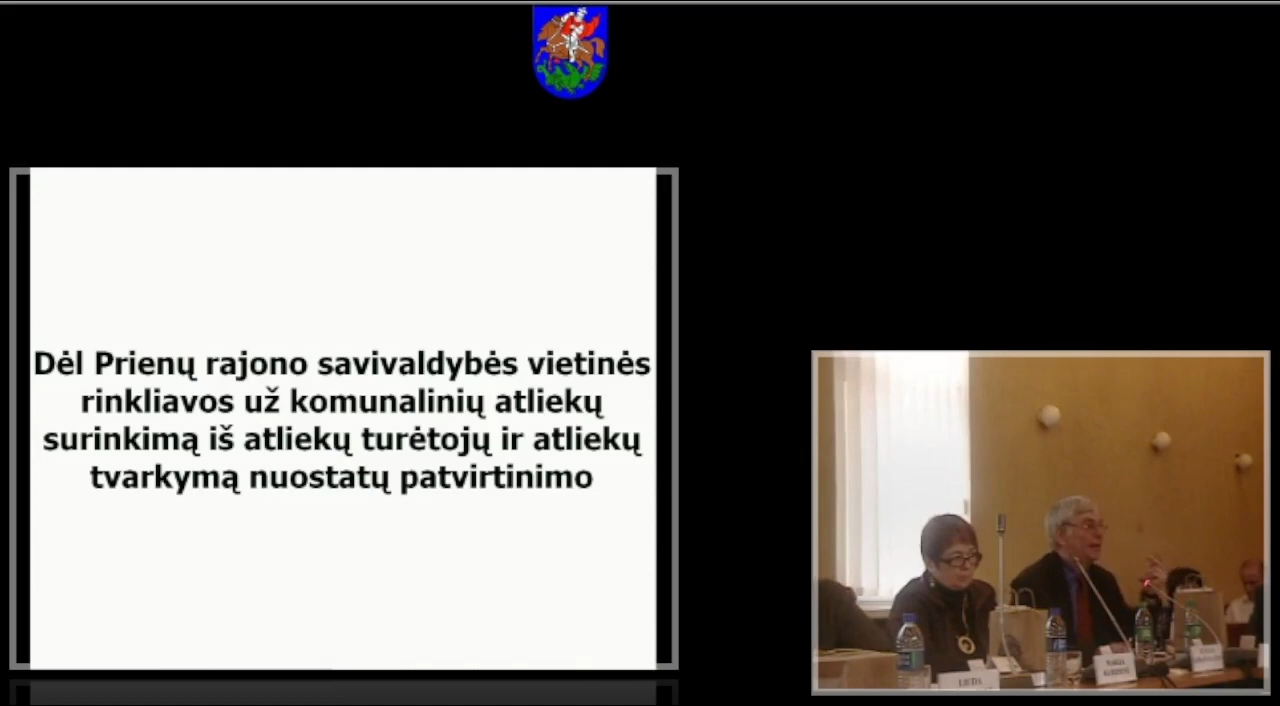 Dėl Prienų rajono savivaldybės vietinės
rinkliavos už komunalinių atliekų
surinkimą iš atliekų turėtojų ir atliekų
tvarkymą nuostatų patvirtinimo